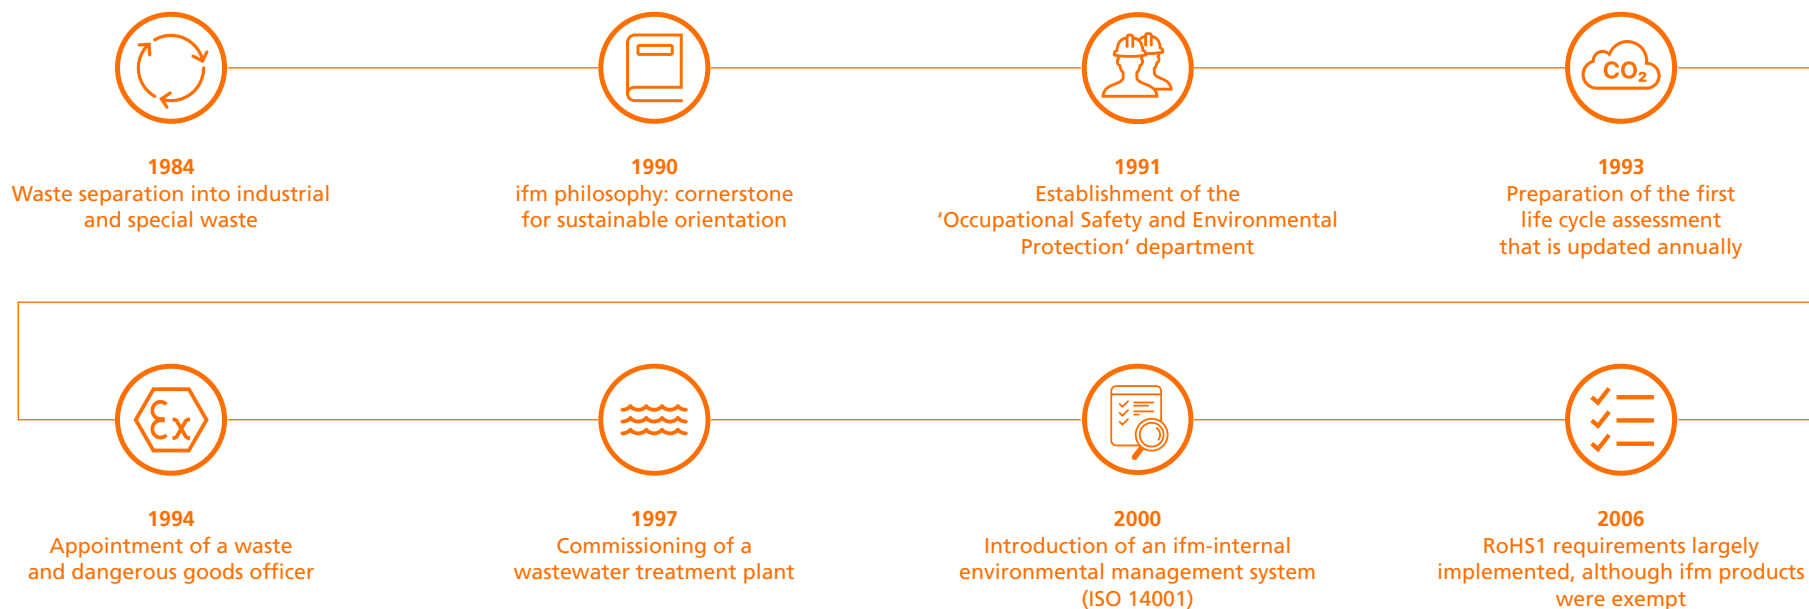 CO₂
1984
Waste separation into industrial
and special waste
1990
ifm philosophy: cornerstone
for sustainable orientation
1991
Establishment of the
‘Occupational Safety and Environmental
Protection‘ department
1993
Preparation of the first
life cycle assessment
that is updated annually
Ex
1994
Appointment of a waste
and dangerous goods officer
1997
Commissioning of a
wastewater treatment plant
2000
Introduction of an ifm-internal
environmental management system
(ISO 14001)
2006
RoHS1 requirements largely
implemented, although ifm products
were exempt